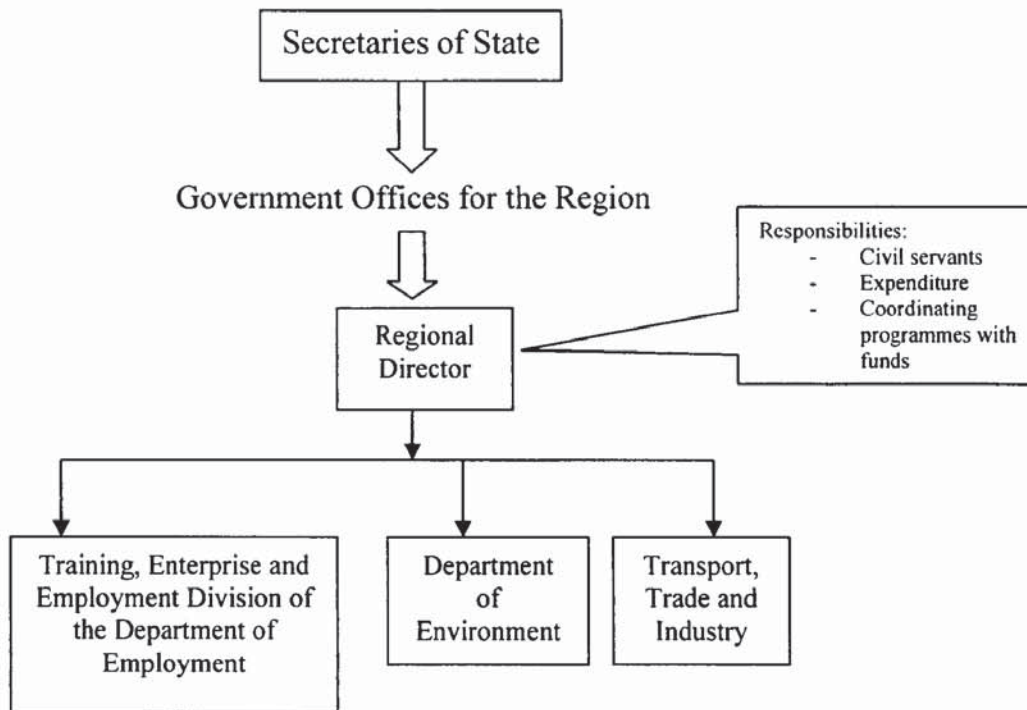 Secretaries of State
Government Offices for the Region
Responsibilities:
- Civil servants
- Expenditure
- Coordinating
programmes with
funds
Regional
Director
Training, Enterprise and
Employment Division of
the Department of
Employment
Department
of
Environment
Transport,
Trade and
Industry